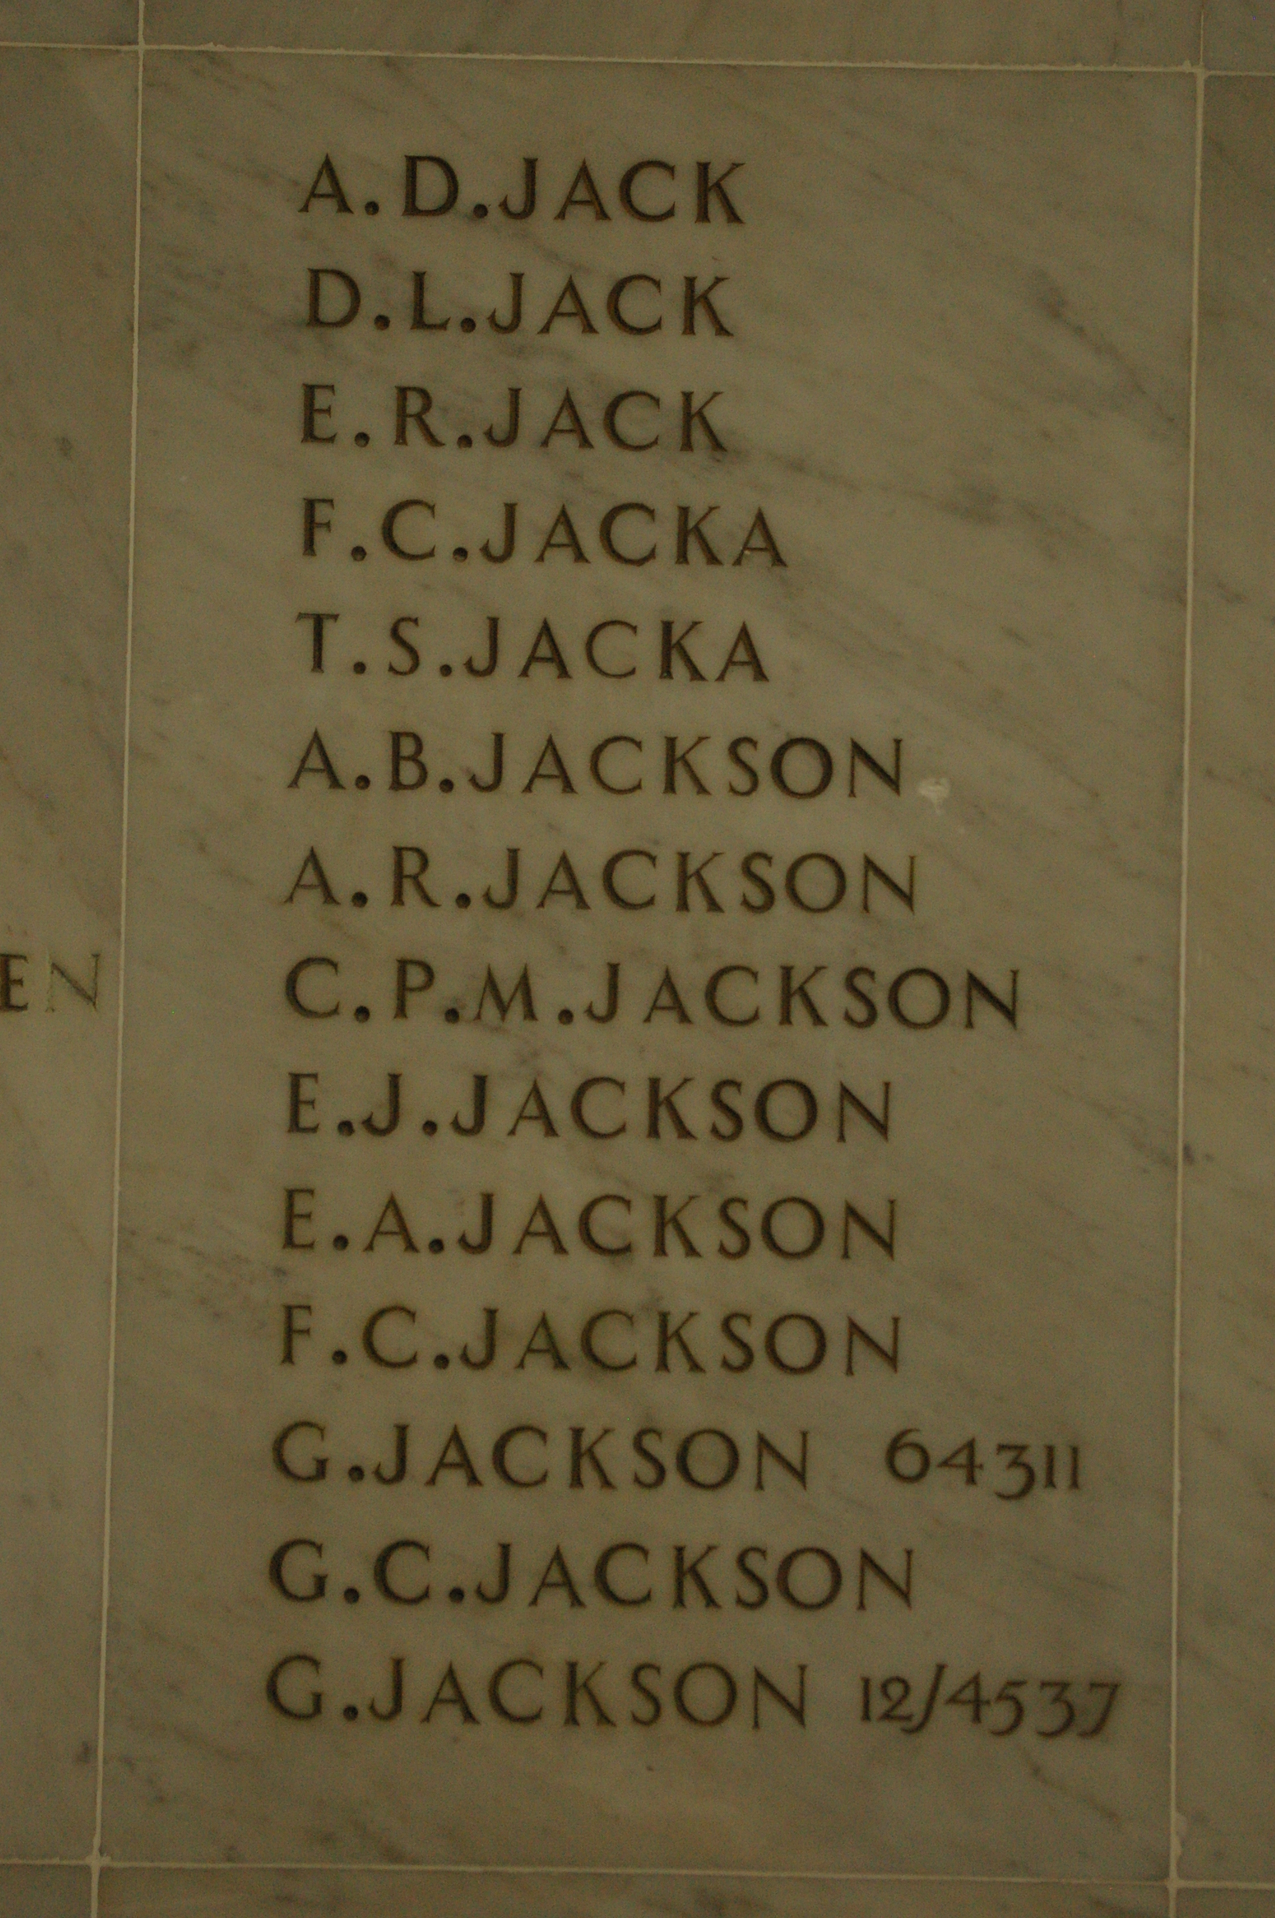 A.D.JACK
D.L.JACK
E.R.JACK
F.C.JACKA
T.S.JACKA
A.B.JACKSON
A.R.JACKSON
EN
C.P.M.JACKSON
E.J.JACKSON
E.A.JACKSON
F.C.JACKSON
G.JACKSON 64311
G.C.JACKSON
G.JACKSON 12/4537